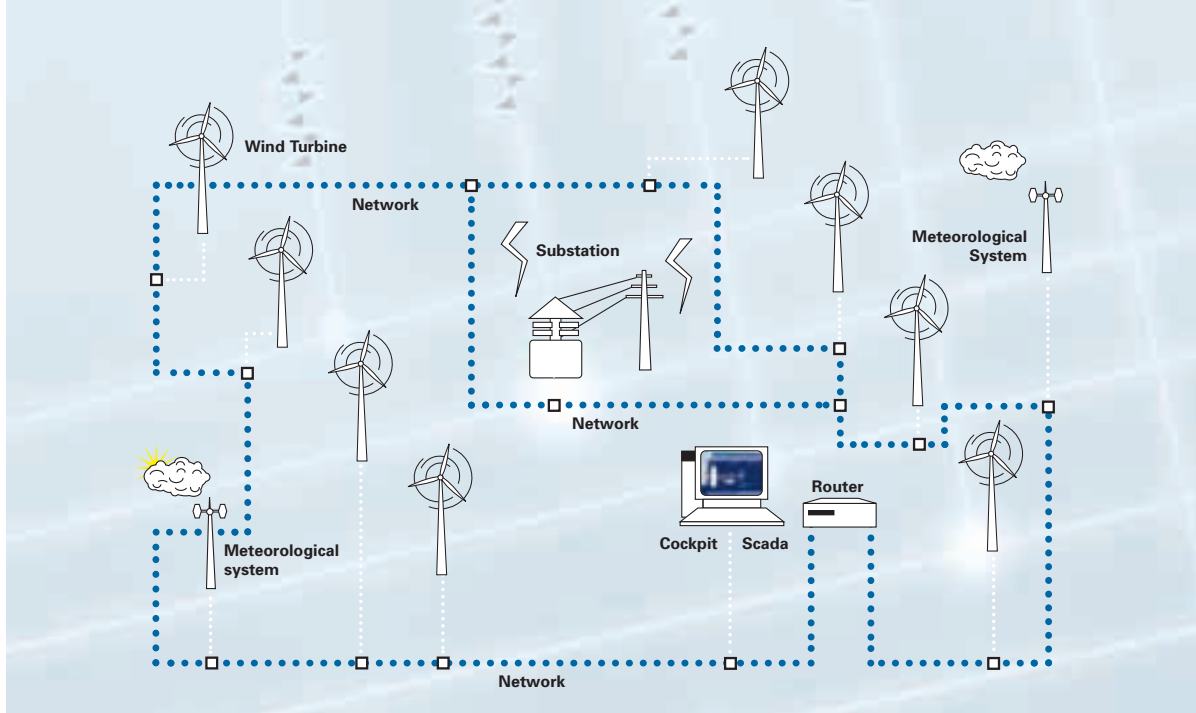 Wind Turbine
Network
Substation
Meteorological
System
Network
Router
Cockpit Scada
Meteorological
system
Network